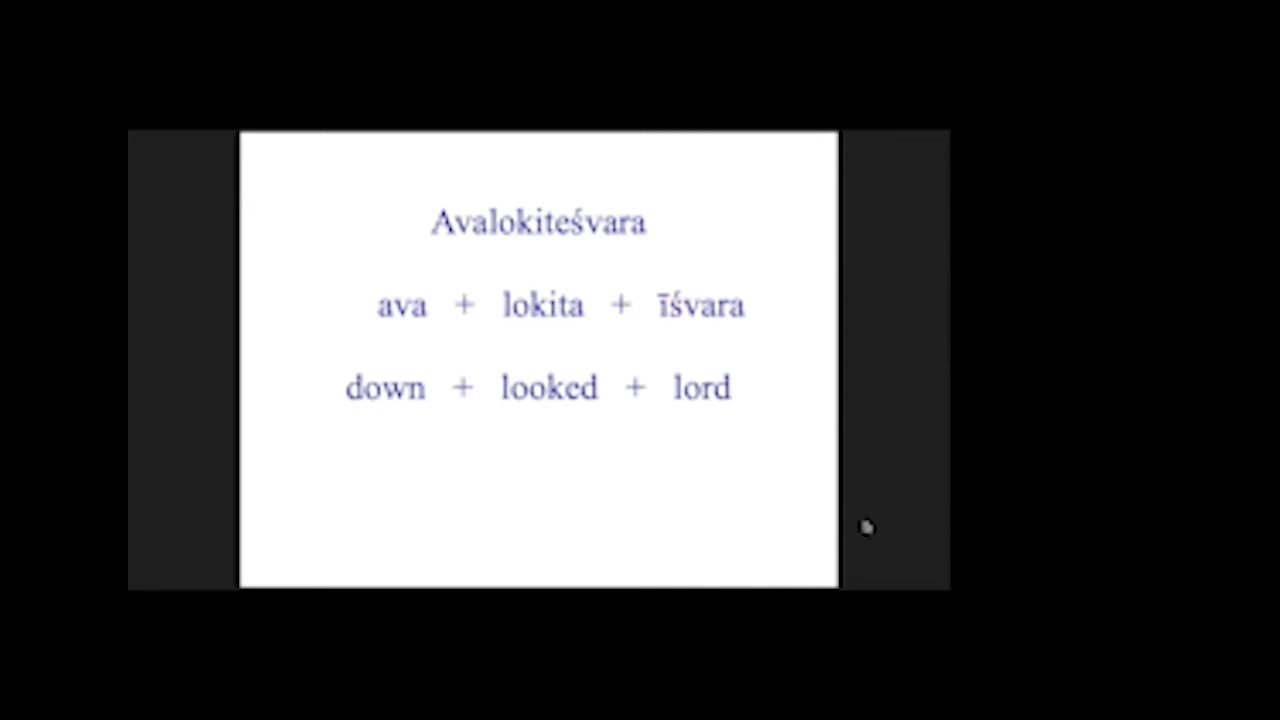 Avalokiteśvara
ava + lokita + īśvara
down + looked + lord